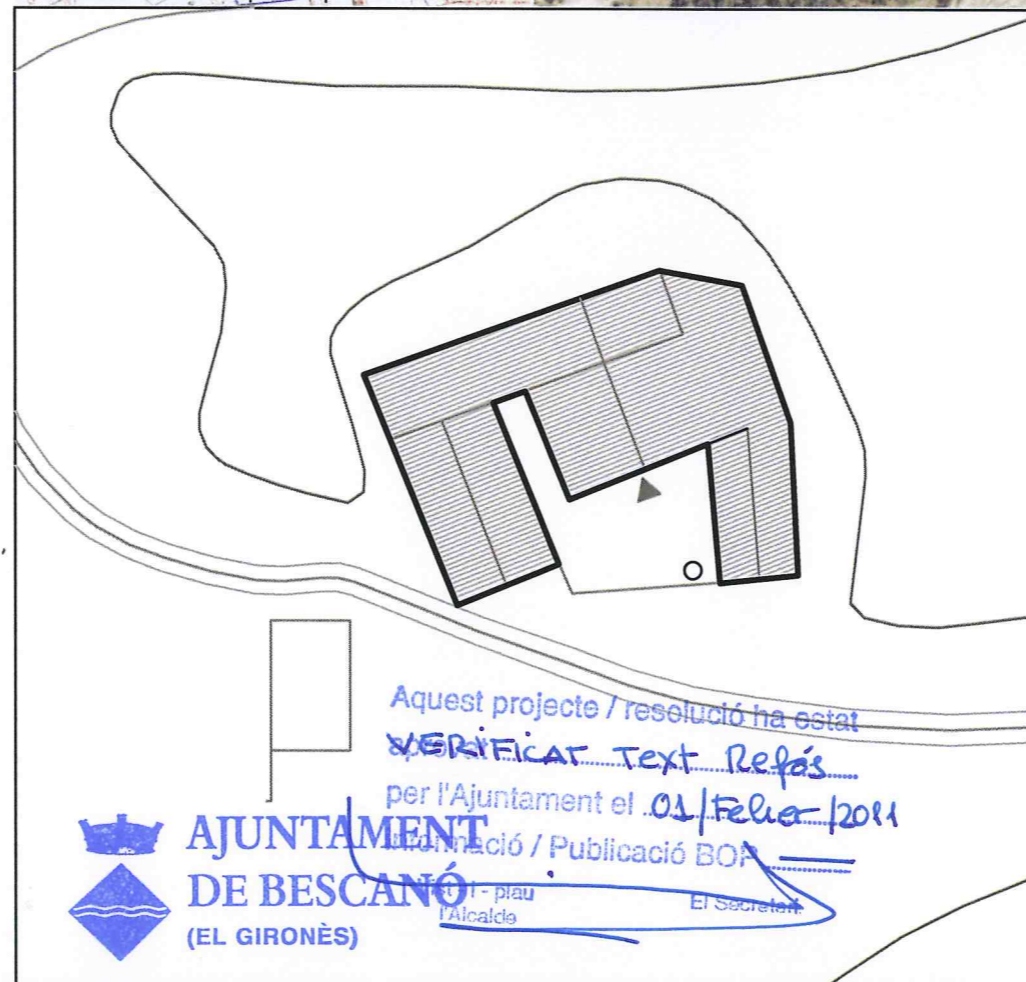 Aquest projecte / resolució ha estat
VERIFICAT Text Refós
per l'Ajuntament el 01/Febrer/2011
Informació / Publicació BOP
AJUNTAMENT
DE BESCANÓ
(EL GIRONÈS)
plau
l'Alcalde
El Secretari